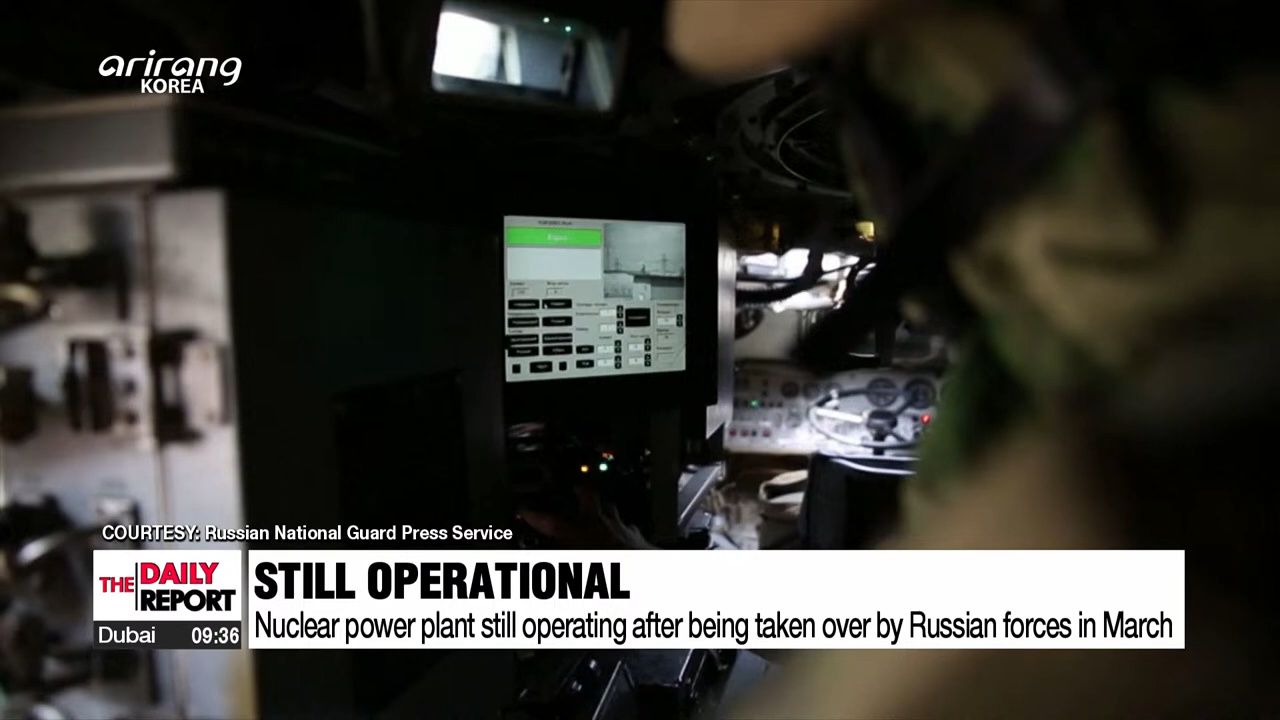 arirang
KOREA
COURTESY: Russian National Guard Press Service
THE DAILY REPORT
STILL OPERATIONAL
Nuclear power plant still operating after being taken over by Russian forces in March
Dubai 09:36